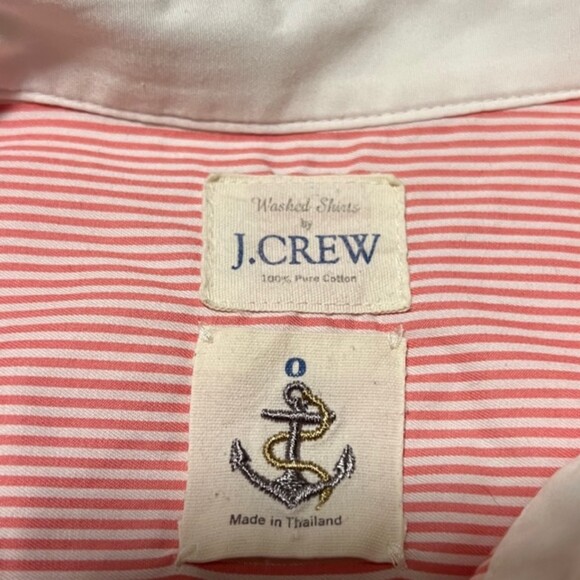 Washed Shirts
by
J.CREW
100% Pure Cotton
0
Made in Thailand